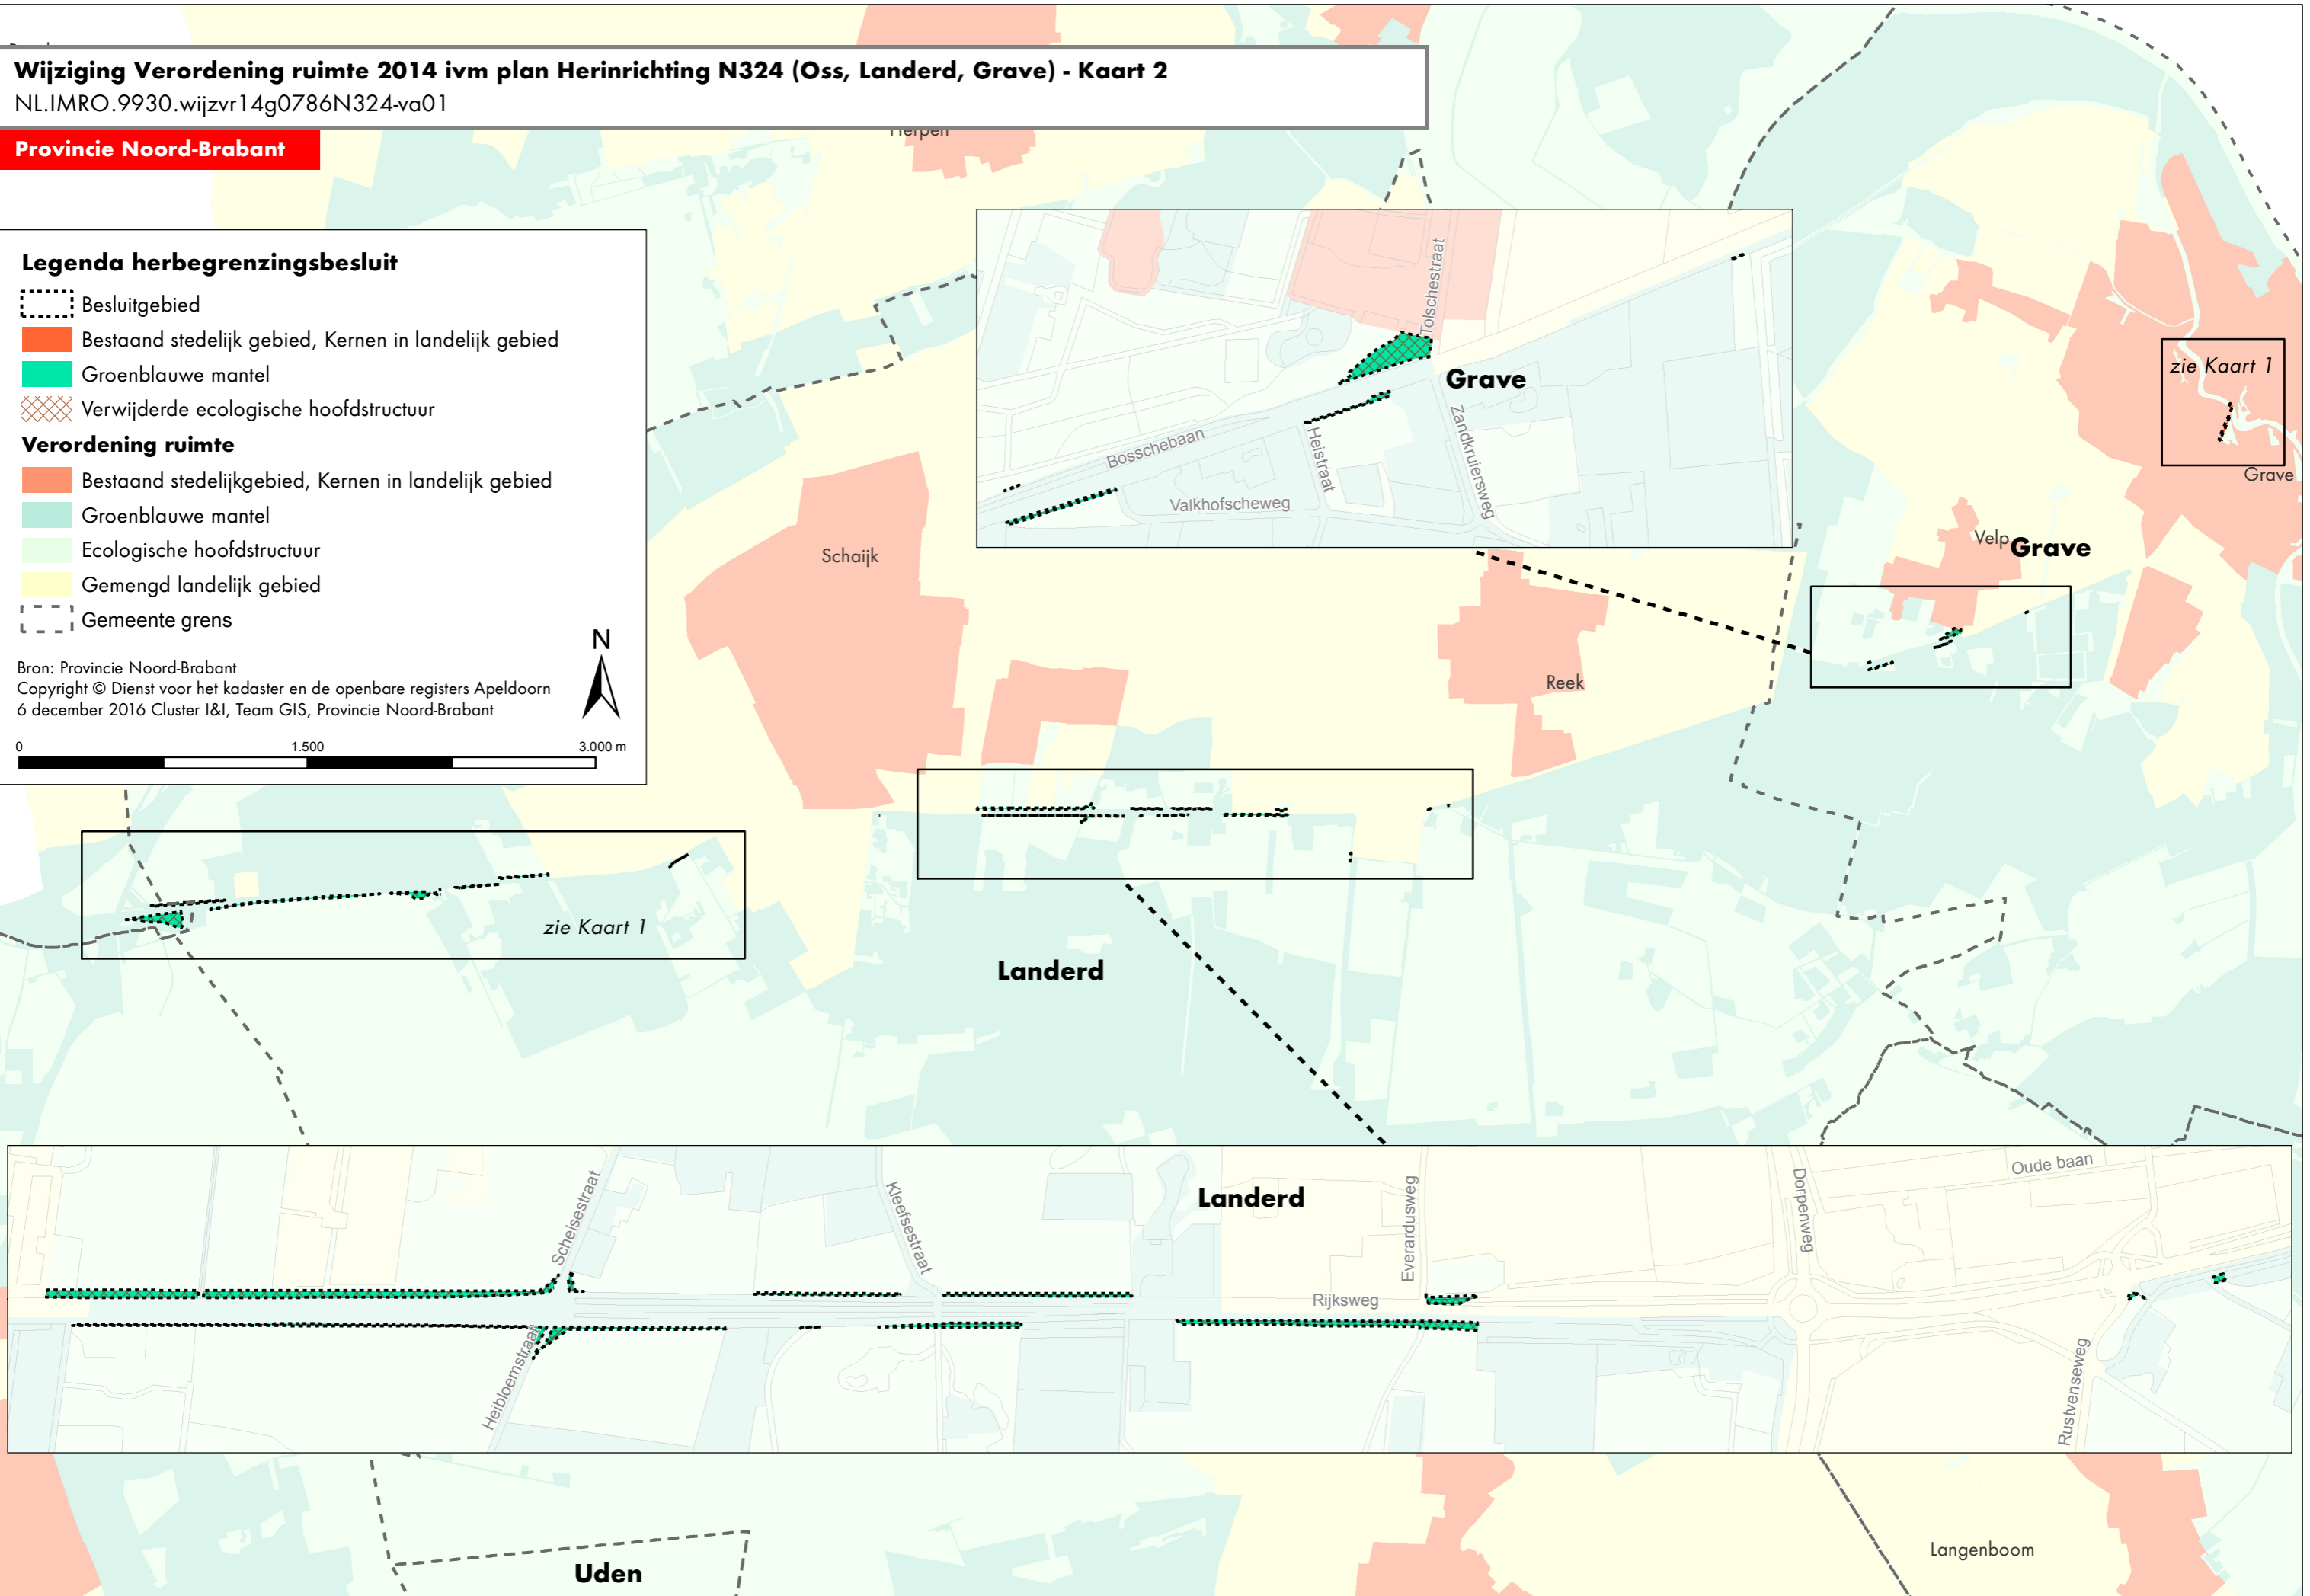 Wijziging Verordening ruimte 2014 ivm plan Herinrichting N324 (Oss, Landerd, Grave) - Kaart 2
NL.IMRO.9930.wijzvr14g0786N324-va01
Provincie Noord-Brabant
Herpen
Legenda herbegrenzingsbesluit
Besluitgebied
Bestaand stedelijk gebied, Kernen in landelijk gebied
Groenblauwe mantel
Verwijderde ecologische hoofdstructuur
Verordening ruimte
Bestaand stedelijkgebied, Kernen in landelijk gebied
Groenblauwe mantel
Ecologische hoofdstructuur
Gemengd landelijk gebied
Gemeente grens
N
Bron: Provincie Noord-Brabant
Copyright © Dienst voor het kadaster en de openbare registers Apeldoorn
6 december 2016 Cluster I&I, Team GIS, Provincie Noord-Brabant
0 1.500 3.000 m
Tolschestraat
Grave
Bosschebaan
Heistraat
Zandkruiersweg
Valkhofscheweg
zie Kaart 1
Grave
Velp
Grave
Schaijk
Reek
zie Kaart 1
Landerd
Scheisestraat
Kleefsestraat
Landerd
Everardusweg
Dorpenweg
Oude baan
Rijksweg
Heibloemstraat
Rustvenseweg
Langenboom
Uden